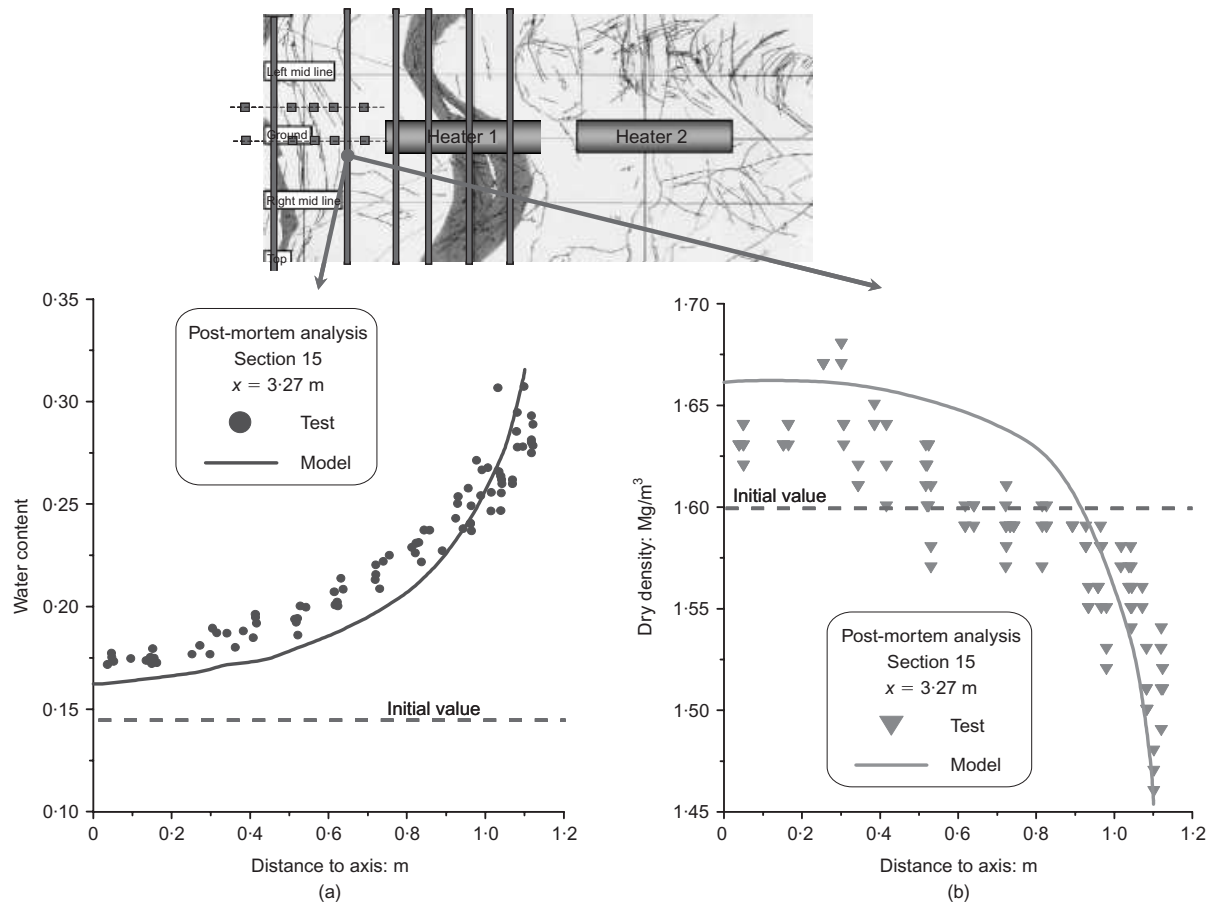 Left mid line
Ground
Heater 1
Heater 2
Right mid line
Top
0·35
0·30
0·25
0·20
0·15
0·10
Water content
Post-mortem analysis
Section 15
x = 3·27 m
Test
Model
Initial value
0
0·2
0·4
0·6
0·8
1·0
1·2
Distance to axis: m
(a)
1·70
1·65
1·60
1·55
1·50
1·45
Dry density: Mg/m³
Initial value
Post-mortem analysis
Section 15
x = 3·27 m
Test
Model
0
0·2
0·4
0·6
0·8
1·0
1·2
Distance to axis: m
(b)